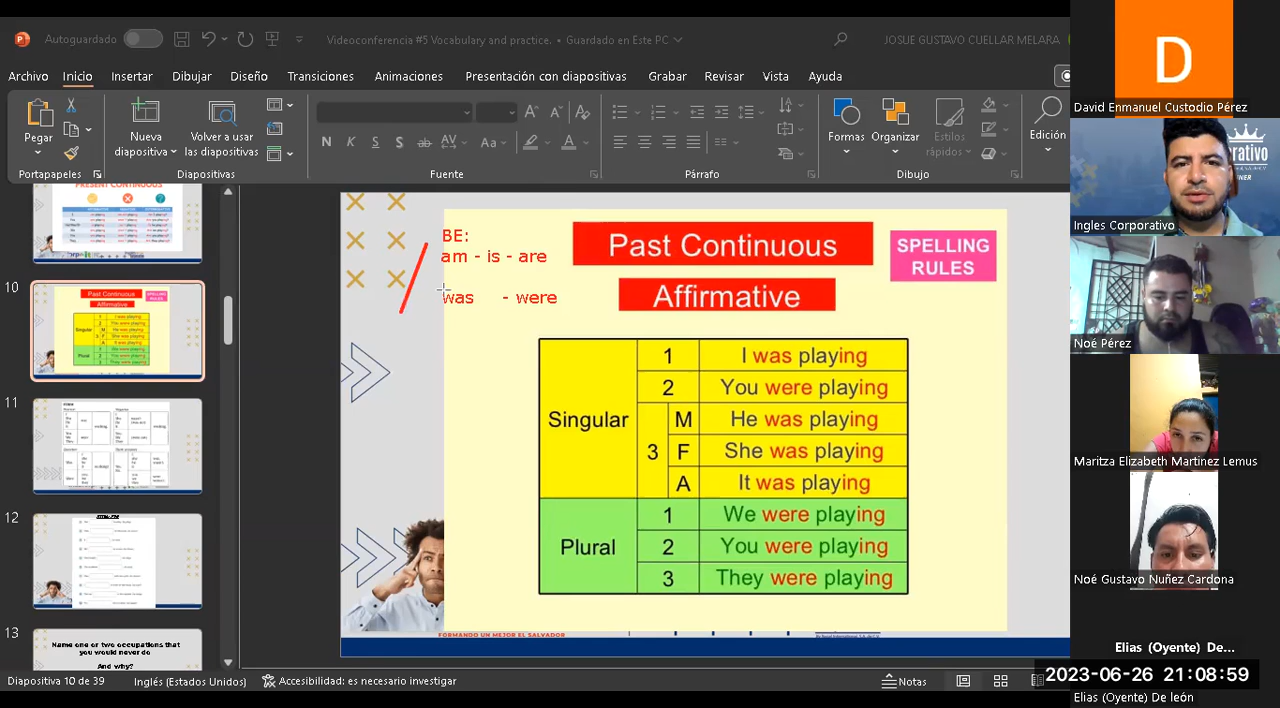 Autoguardado
Videoconferencia #5 Vocabulary and practice. • Guardado en Este PC
JOSUE GUSTAVO CUELLAR MELARA
Archivo Inicio Insertar Dibujar Diseño Transiciones Animaciones Presentación con diapositivas Grabar Revisar Vista Ayuda
Pegar
Nueva diapositiva
Volver a usar las diapositivas
N K S S ab AV Aa A
Formas Organizar Estilos rápidos Edición
Portapapeles Diapositivas Fuente Párrafo Dibujo
PRESENT CONTINUOUS
10
11
12
13
Name one or two occupations that
you would never do
And why?
BE:
am - is - are
was - were
Past Continuous
Affirmative
SPELLING
RULES
Singular
1 I was playing
2 You were playing
3
M He was playing
F She was playing
A It was playing
Plural
1 We were playing
2 You were playing
3 They were playing
FORMANDO UN MEJOR EL SALVADOR
Diapositiva 10 de 39
Inglés (Estados Unidos)
Accesibilidad: es necesario investigar
Notas
D
David Enmanuel Custodio Pérez
Ingles Corporativo
Noé Pérez
Maritza Elizabeth Martinez Lemus
Noé Gustavo Nuñez Cardona
Elias (Oyente) De...
2023-06-26 21:08:59
Elias (Oyente) De león